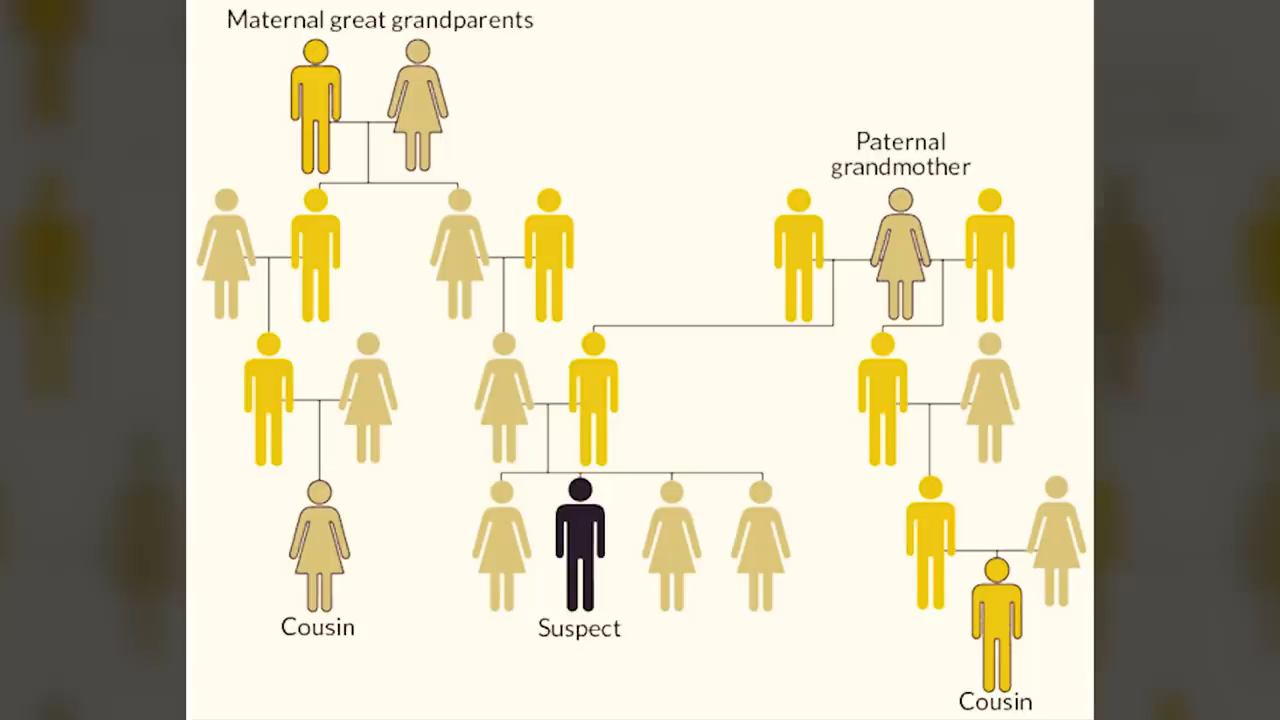 Maternal great grandparents
Paternal
grandmother
Cousin
Suspect
Cousin